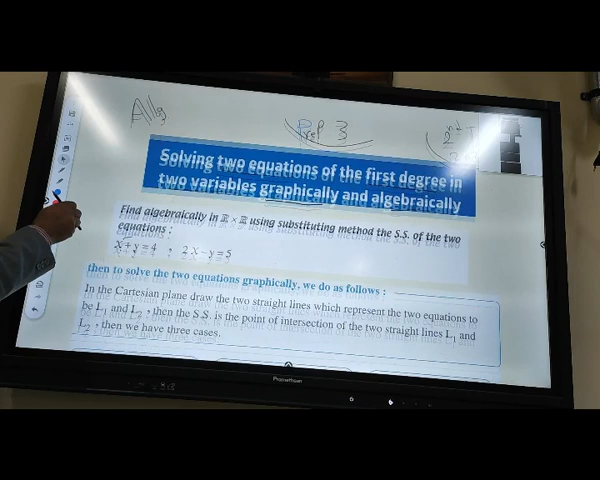 Alg
Prep 3
Solving two equations of the first degree in
two variables graphically and algebraically
Find algebraically in ℝ × ℝ using substituting method the S.S. of the two
equations :
x + y = 4 , 2 x - y = 5
then to solve the two equations graphically, we do as follows :
In the Cartesian plane draw the two straight lines which represent the two equations to
be L₁ and L₂ , then the S.S. is the point of intersection of the two straight lines L₁ and
L₂ , then we have three cases.
Promethean